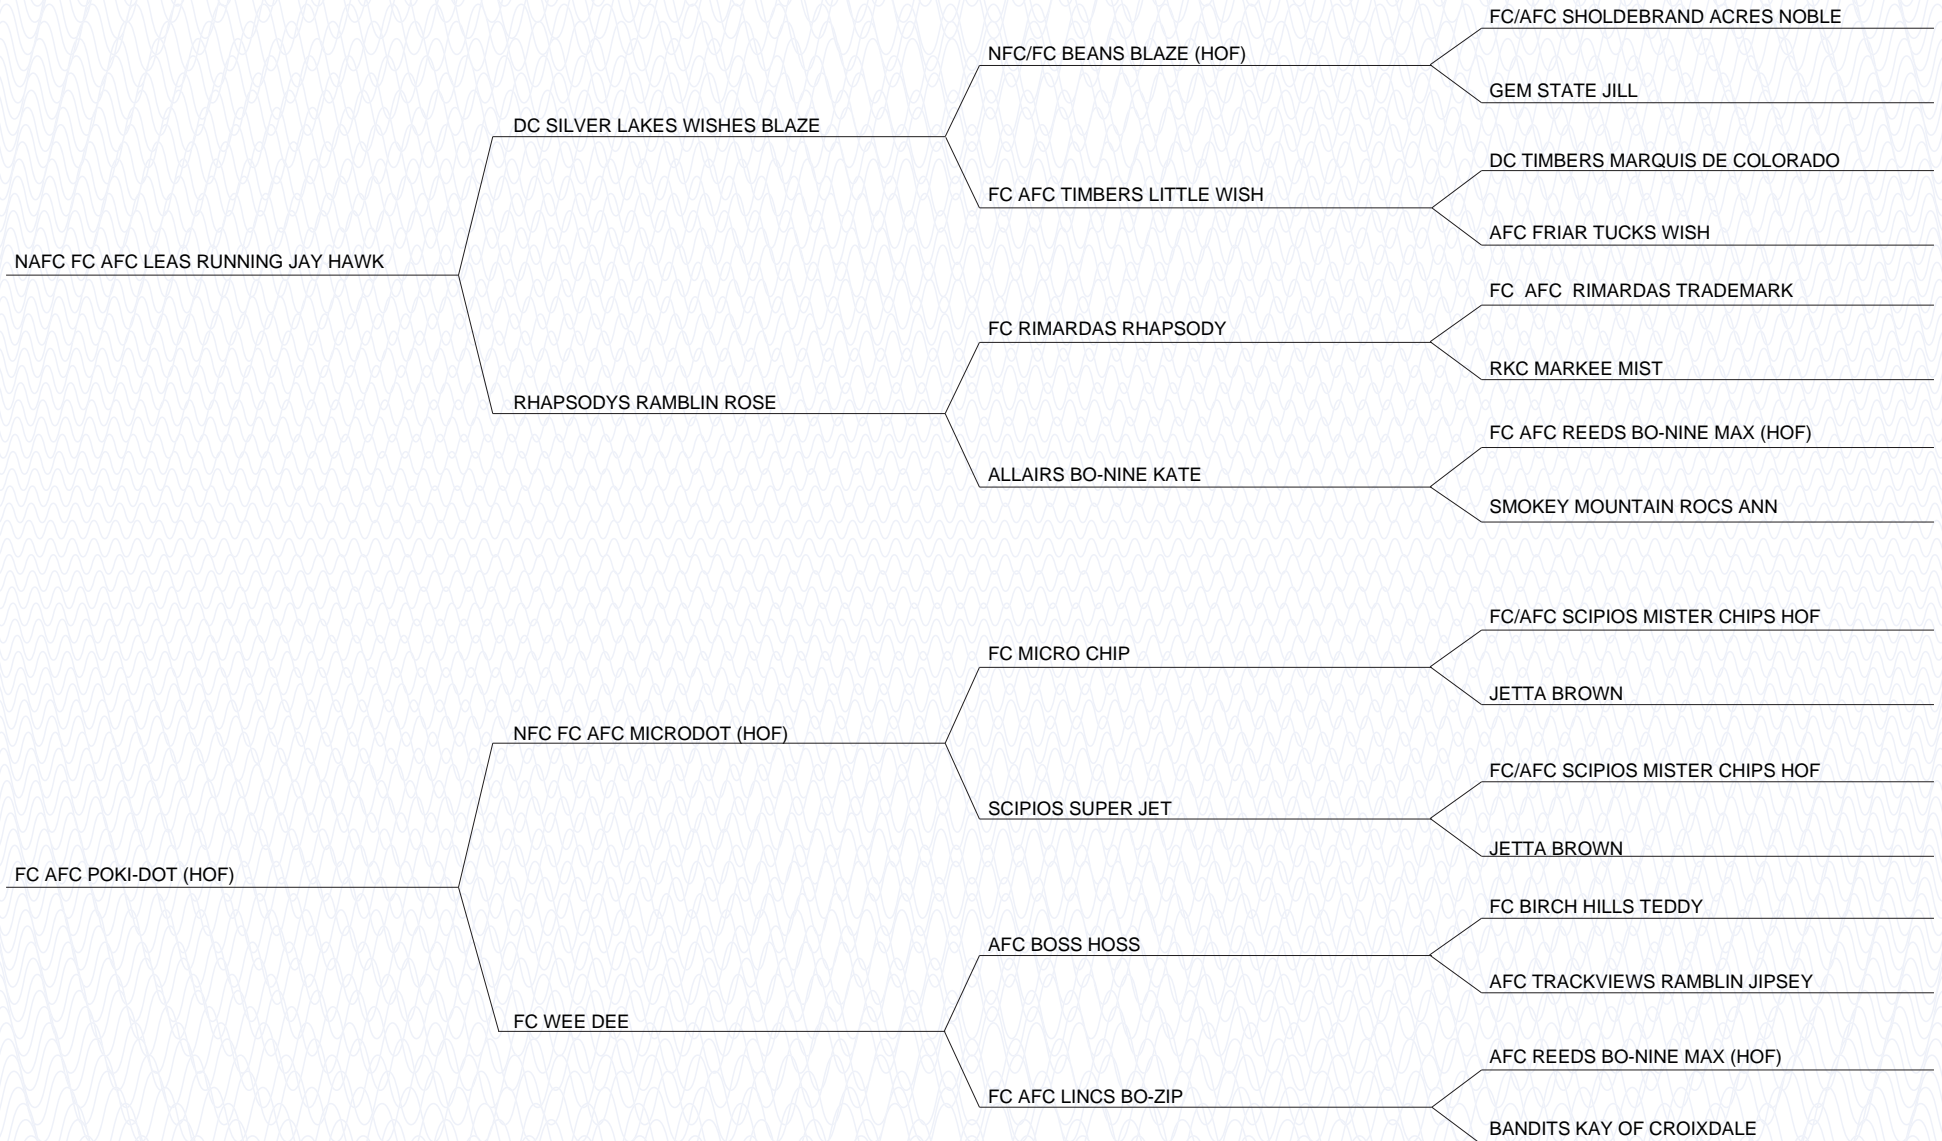 FC/AFC SHOLDEBRAND ACRES NOBLE
NFC/FC BEANS BLAZE (HOF)
GEM STATE JILL
DC SILVER LAKES WISHES BLAZE
DC TIMBERS MARQUIS DE COLORADO
FC AFC TIMBERS LITTLE WISH
AFC FRIAR TUCKS WISH
NAFC FC AFC LEAS RUNNING JAY HAWK
FC  AFC  RIMARDAS TRADEMARK
FC RIMARDAS RHAPSODY
RKC MARKEE MIST
RHAPSODYS RAMBLIN ROSE
FC AFC REEDS BO-NINE MAX (HOF)
ALLAIRS BO-NINE KATE
SMOKEY MOUNTAIN ROCS ANN
FC/AFC SCIPIOS MISTER CHIPS HOF
FC MICRO CHIP
JETTA BROWN
NFC FC AFC MICRODOT (HOF)
FC/AFC SCIPIOS MISTER CHIPS HOF
SCIPIOS SUPER JET
JETTA BROWN
FC AFC POKI-DOT (HOF)
FC BIRCH HILLS TEDDY
AFC BOSS HOSS
AFC TRACKVIEWS RAMBLIN JIPSEY
FC WEE DEE
AFC REEDS BO-NINE MAX (HOF)
FC AFC LINCS BO-ZIP
BANDITS KAY OF CROIXDALE